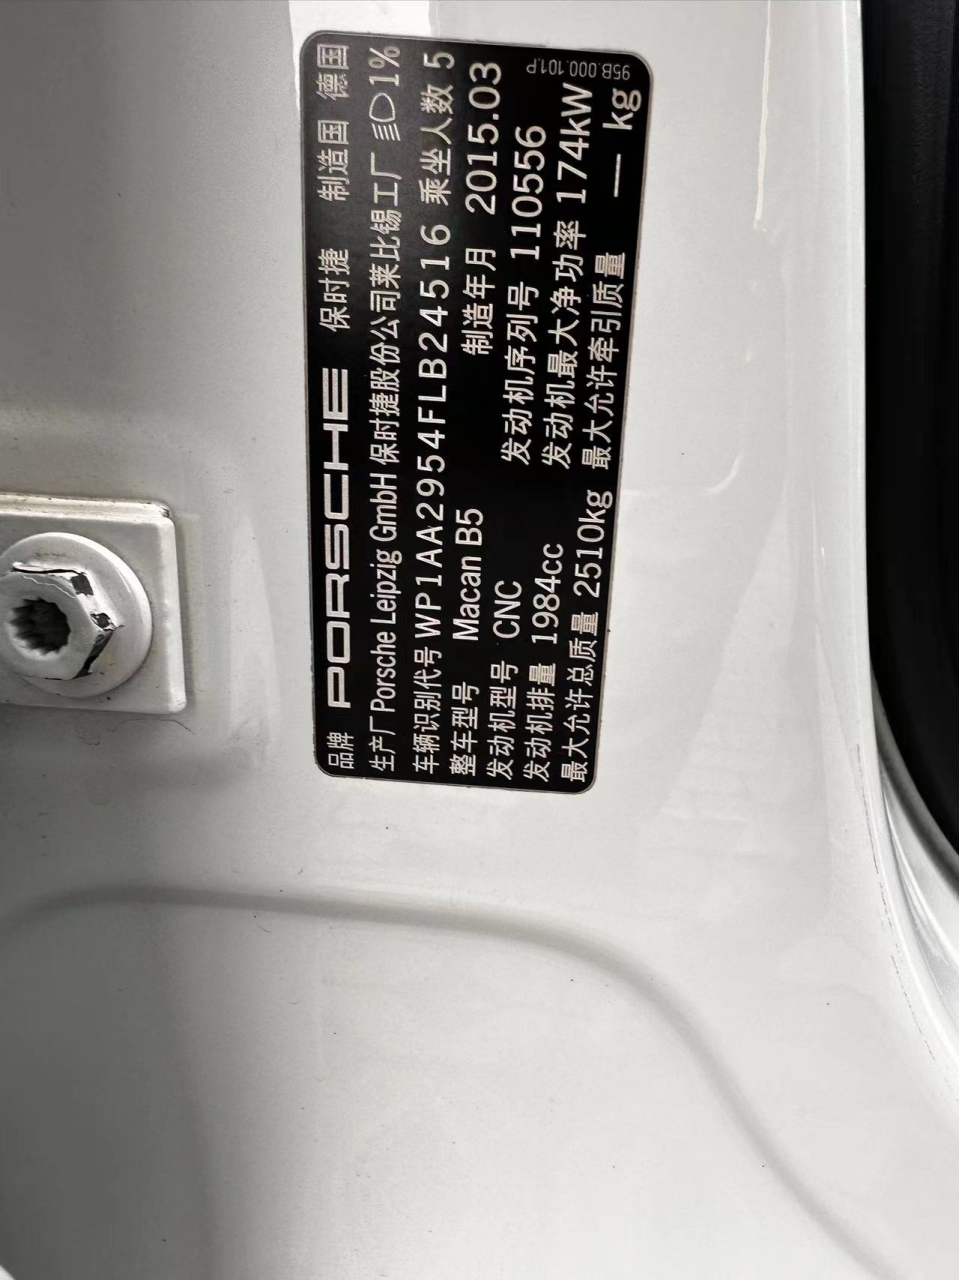 品牌 PORSCHE 保时捷 制造国 德国
生产厂 Porsche Leipzig GmbH 保时捷股份公司莱比锡工厂 1%
车辆识别代号 WP1AA2954FLB24516 乘坐人数 5
整车型号 Macan B5 制造年月 2015.03
发动机型号 CNC 发动机序列号 110556
发动机排量 1984cc 发动机最大净功率 174kW
最大允许总质量 2510kg 最大允许牵引质量 — kg
95B.000.101.P